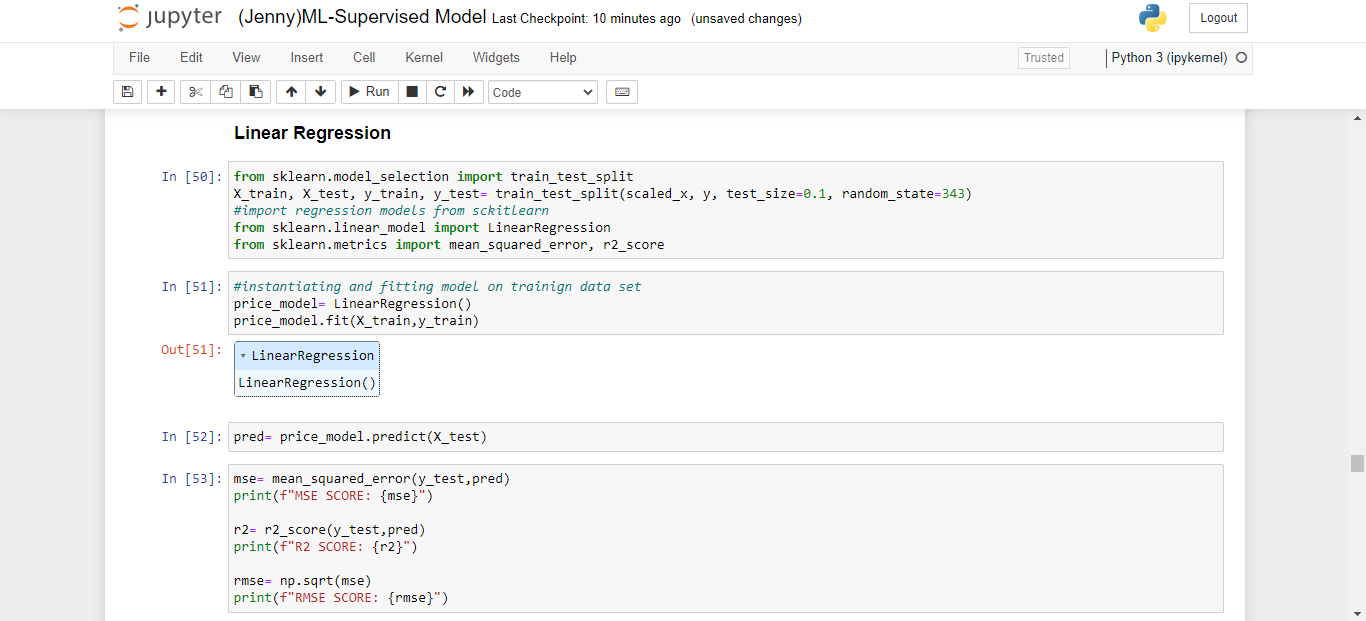 jupyter (Jenny)ML-Supervised Model Last Checkpoint: 10 minutes ago (unsaved changes) Logout
File Edit View Insert Cell Kernel Widgets Help Trusted Python 3 (ipykernel)
Run Code
Linear Regression
In [50]: from sklearn.model_selection import train_test_split
X_train, X_test, y_train, y_test= train_test_split(scaled_x, y, test_size=0.1, random_state=343)
#import regression models from sckitlearn
from sklearn.linear_model import LinearRegression
from sklearn.metrics import mean_squared_error, r2_score
In [51]: #instantiating and fitting model on trainign data set
price_model= LinearRegression()
price_model.fit(X_train,y_train)
Out[51]: LinearRegression
LinearRegression()
In [52]: pred= price_model.predict(X_test)
In [53]: mse= mean_squared_error(y_test,pred)
print(f"MSE SCORE: {mse}")
r2= r2_score(y_test,pred)
print(f"R2 SCORE: {r2}")
rmse= np.sqrt(mse)
print(f"RMSE SCORE: {rmse}")